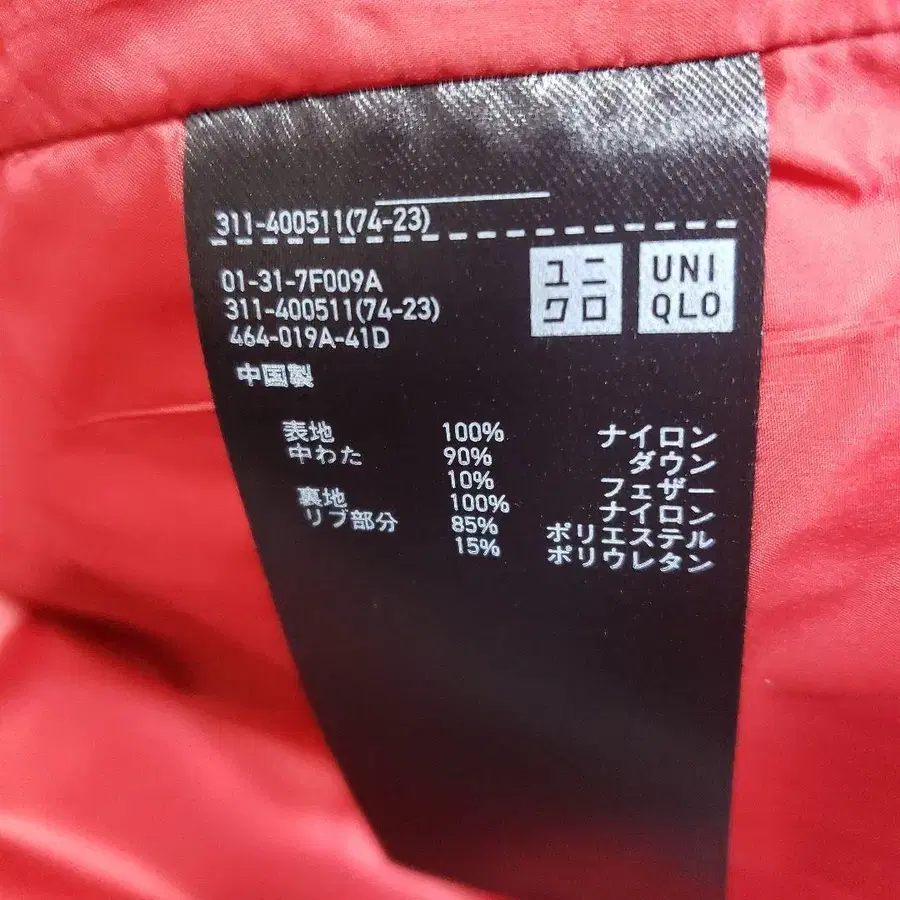 311-400511(74-23)
01-31-7F009A
311-400511(74-23)
464-019A-41D
中国製
ユニ
クロ
UNI
QLO
表地 100% ナイロン
中わた 90% ダウン
10% フェザー
裏地 100% ナイロン
リブ部分 85% ポリエステル
15% ポリウレタン